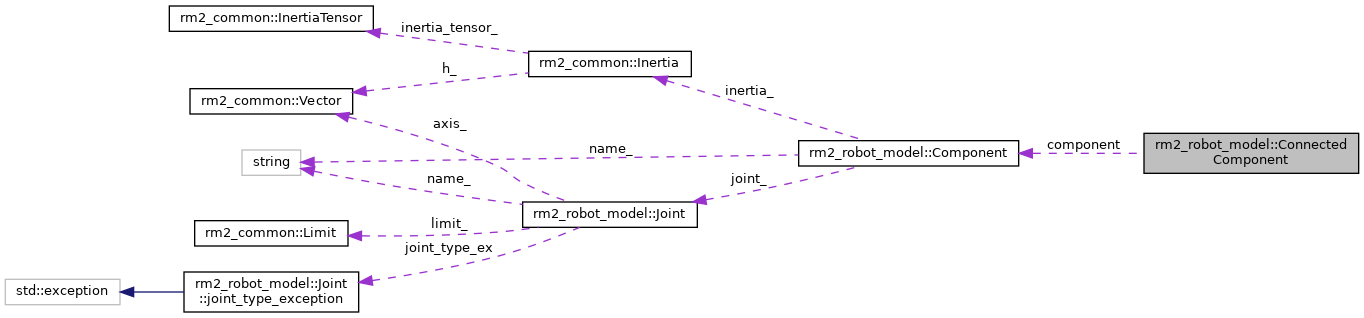 rm2_common::InertiaTensor
inertia_tensor_
rm2_common::Inertia
h_
inertia_
rm2_common::Vector
axis_
component
rm2_robot_model::Connected
Component
name_
rm2_robot_model::Component
string
name_
joint_
rm2_robot_model::Joint
limit_
rm2_common::Limit
joint_type_ex
rm2_robot_model::Joint
::joint_type_exception
std::exception